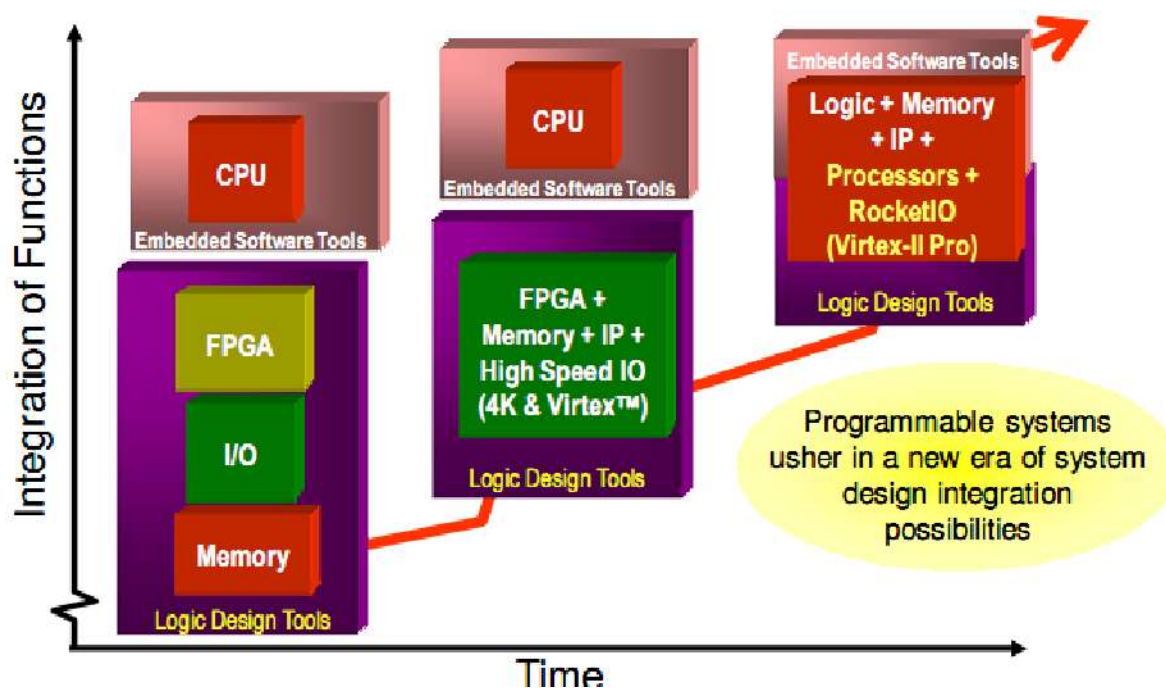 Integration of Functions
CPU
Embedded Software Tools
FPGA
I/O
Memory
Logic Design Tools
CPU
Embedded Software Tools
FPGA +
Memory + IP +
High Speed IO
(4K & Virtex™)
Logic Design Tools
Embedded Software Tools
Logic + Memory
+ IP +
Processors +
RocketIO
(Virtex-II Pro)
Logic Design Tools
Programmable systems
usher in a new era of system
design integration
possibilities
Time